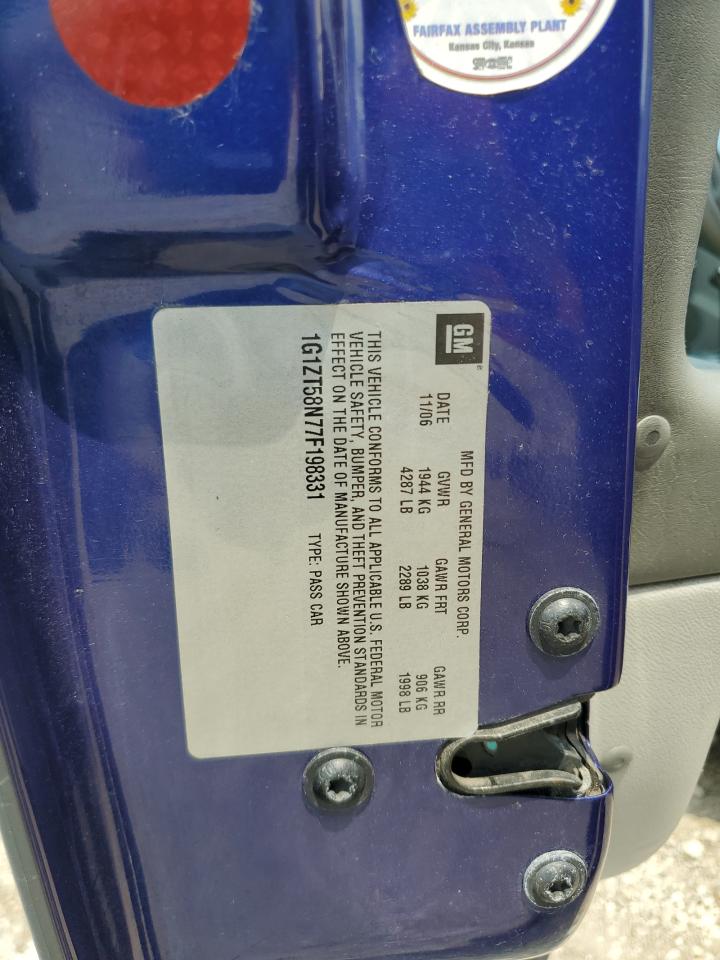 FAIRFAX ASSEMBLY PLANT
Kansas City, Kansas
GM
MFD BY GENERAL MOTORS CORP.
DATE GVWR GAWR FRT GAWR RR
11/06 1944 KG 1038 KG 906 KG
4287 LB 2289 LB 1998 LB
THIS VEHICLE CONFORMS TO ALL APPLICABLE U.S. FEDERAL MOTOR
VEHICLE SAFETY, BUMPER, AND THEFT PREVENTION STANDARDS IN
EFFECT ON THE DATE OF MANUFACTURE SHOWN ABOVE.
1G1ZT58N77F198331 TYPE: PASS CAR